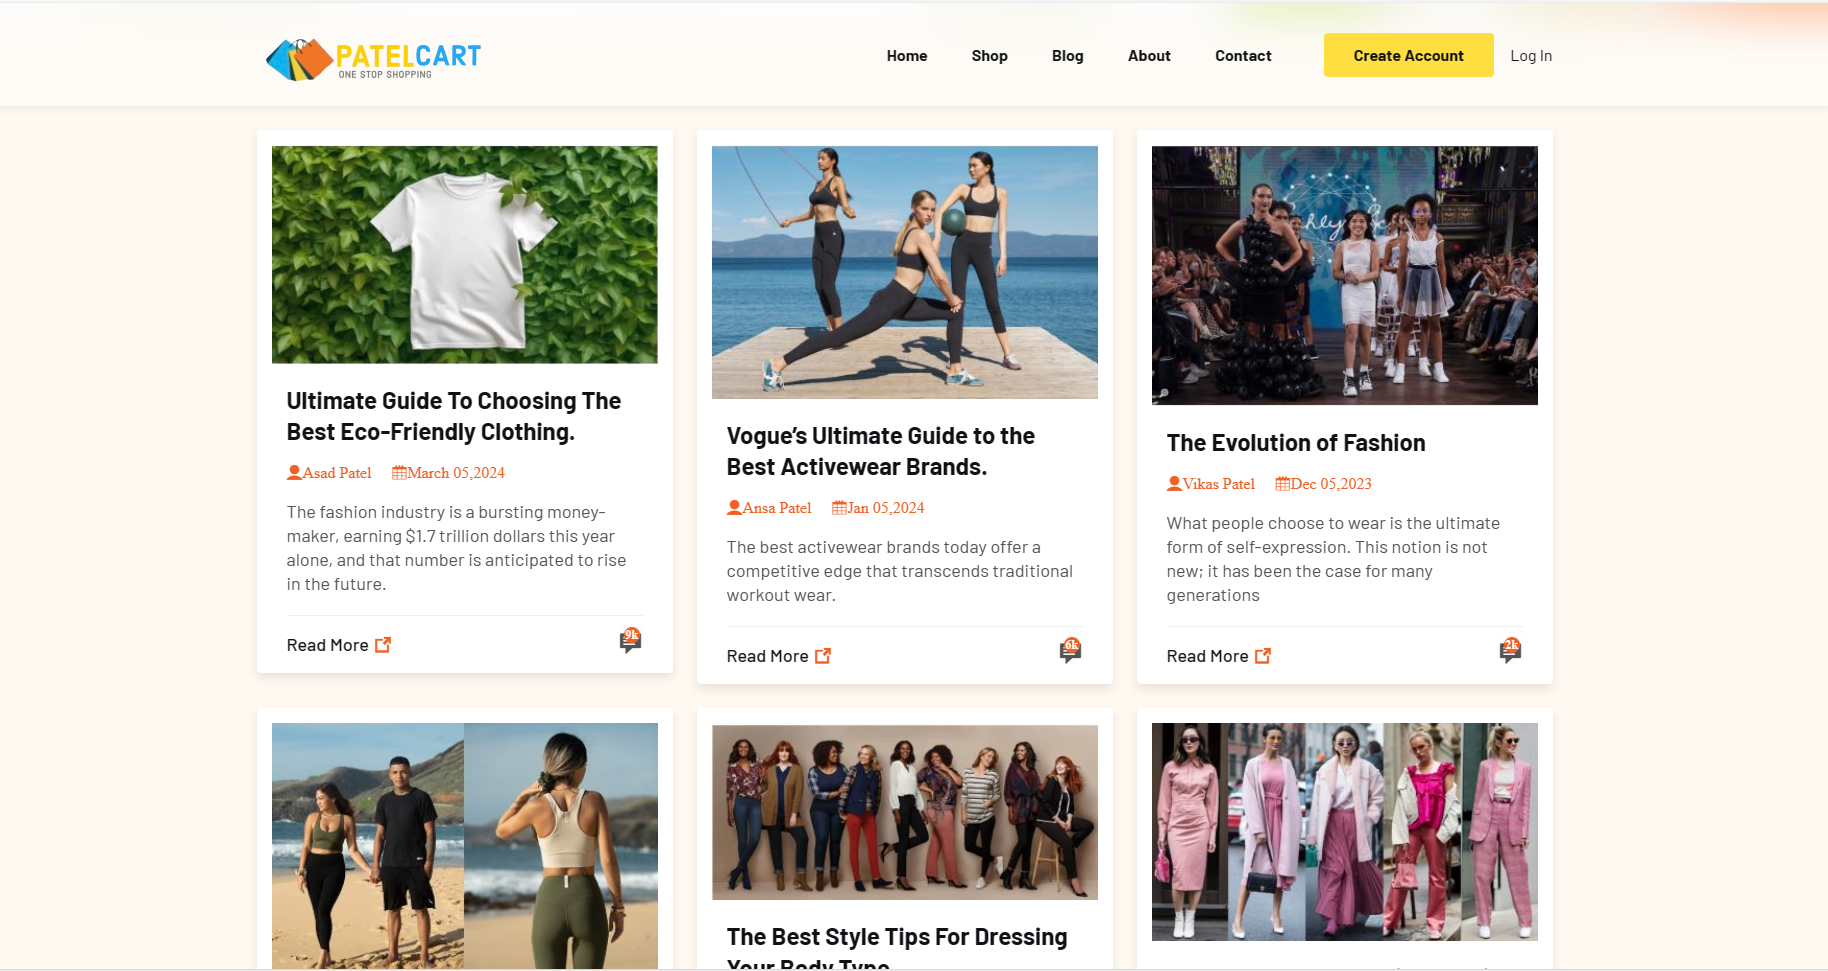 PATELCART
ONE STOP SHOPPING
Home
Shop
Blog
About
Contact
Create Account
Log In
Ultimate Guide To Choosing The
Best Eco-Friendly Clothing.
Asad Patel
March 05,2024
The fashion industry is a bursting money-
maker, earning $1.7 trillion dollars this year
alone, and that number is anticipated to rise
in the future.
Read More
9k
Vogue’s Ultimate Guide to the
Best Activewear Brands.
Ansa Patel
Jan 05,2024
The best activewear brands today offer a
competitive edge that transcends traditional
workout wear.
Read More
6k
The Evolution of Fashion
Vikas Patel
Dec 05,2023
What people choose to wear is the ultimate
form of self-expression. This notion is not
new; it has been the case for many
generations
Read More
2k
The Best Style Tips For Dressing
Your Body Type